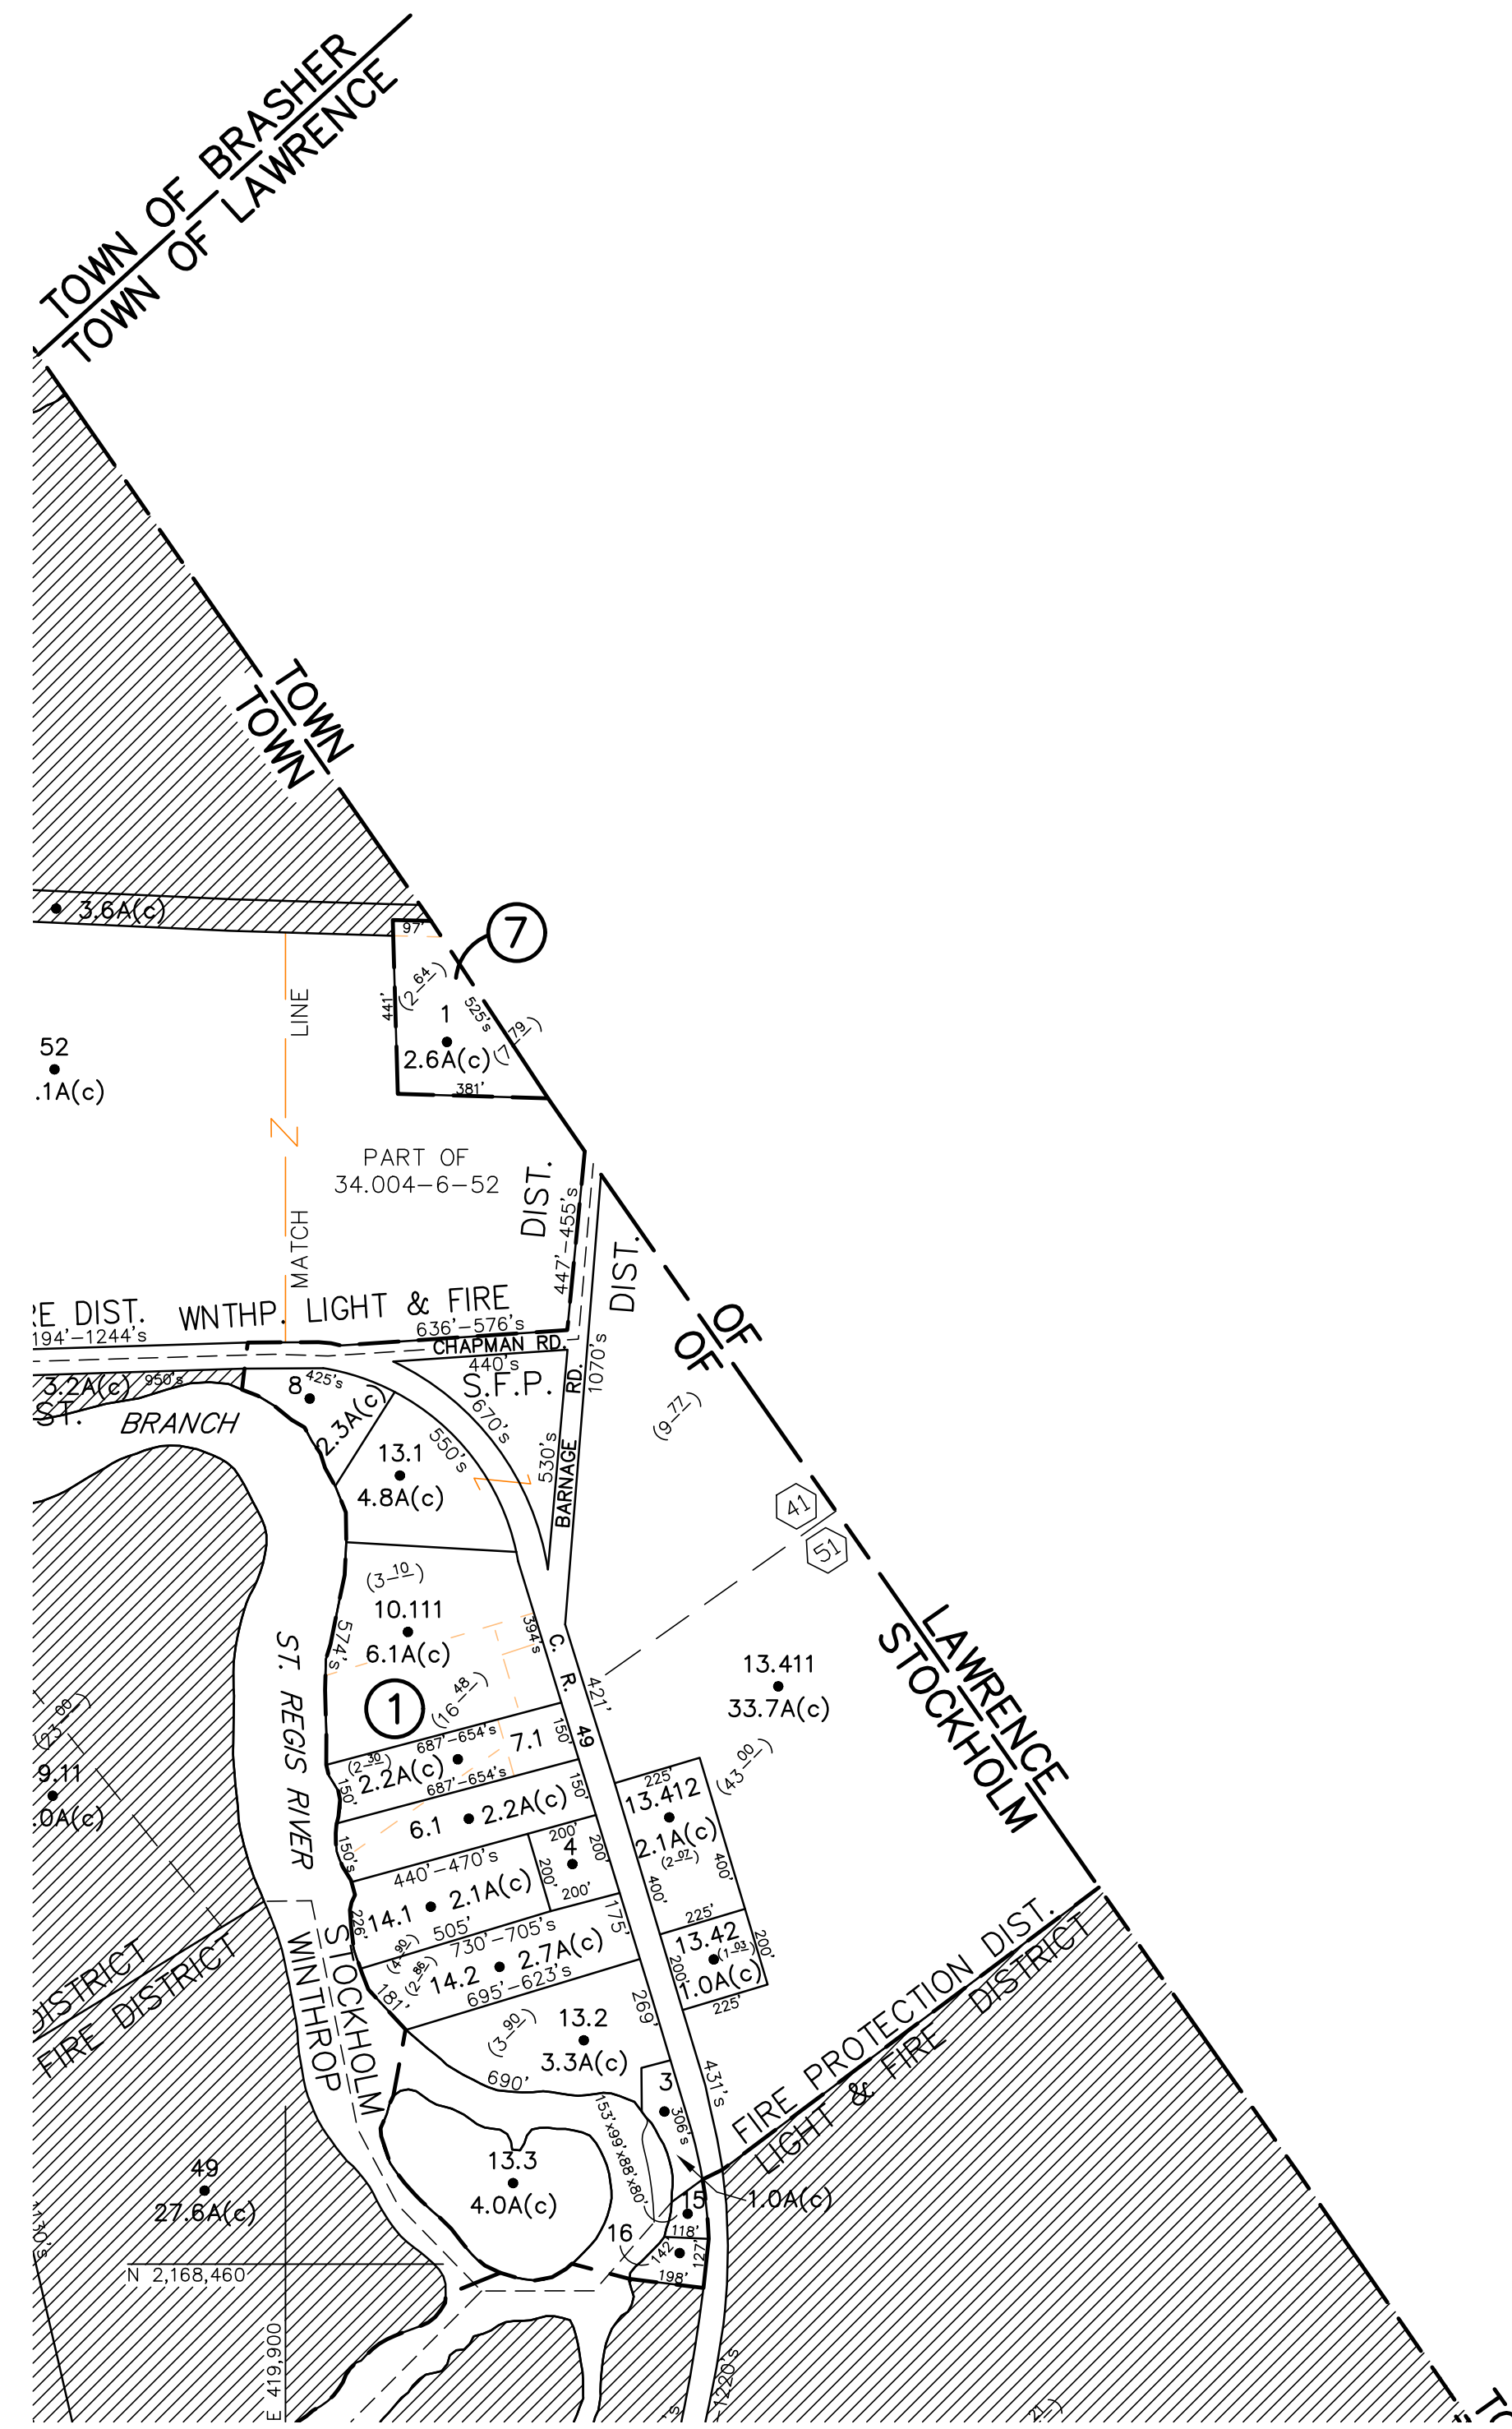 TOWN OF BRASHER
TOWN OF LAWRENCE
TOWN
TOWN
3.6A(c)
97'
7
(2 64)
441'
525's
(7 79)
1
2.6A(c)
381'
LINE
52
.1A(c)
PART OF
34.004-6-52
MATCH
DIST.
447'-455's
DIST.
RE DIST. WNTHP. LIGHT & FIRE
194'-1244's
636'-576's
CHAPMAN RD.
440's
S.F.P.
RD.
1070's
OF
OF
3.2A(c)
950's
ST.
8
425's
2.3A(c)
BRANCH
670's
550's
530's
BARNAGE
(9 77)
13.1
4.8A(c)
41
51
(3 10)
10.111
6.1A(c)
574's
394's
C. R. 49
421'
ST. REGIS RIVER
1
(16 48)
13.411
33.7A(c)
LAWRENCE
STOCKHOLM
(23 00)
9.11
.0A(c)
687'-654's
7.1
150'
(2 30)
2.2A(c)
687'-654's
150'
150'
6.1
2.2A(c)
150's
225'
13.412
2.1A(c)
(2 07)
400'
400'
(43 00)
200'
4
200'
200'
200'
440'-470's
14.1
2.1A(c)
505'
226'
175'
225'
13.42
(1 03)
200'
200'
1.0A(c)
225'
730'-705's
(4 90)
(2 86)
14.2
2.7A(c)
695'-623's
181'
DISTRICT
FIRE DISTRICT
STOCKHOLM
WINTHROP
(3 90)
13.2
3.3A(c)
269'
690'
3
306's
431's
FIRE PROTECTION DIST.
LIGHT & FIRE DISTRICT
153'x99'x88'x80'
13.3
4.0A(c)
15
1.0A(c)
118'
16
142'
127'
198'
49
27.6A(c)
N 2,168,460
E 419,900
1220's